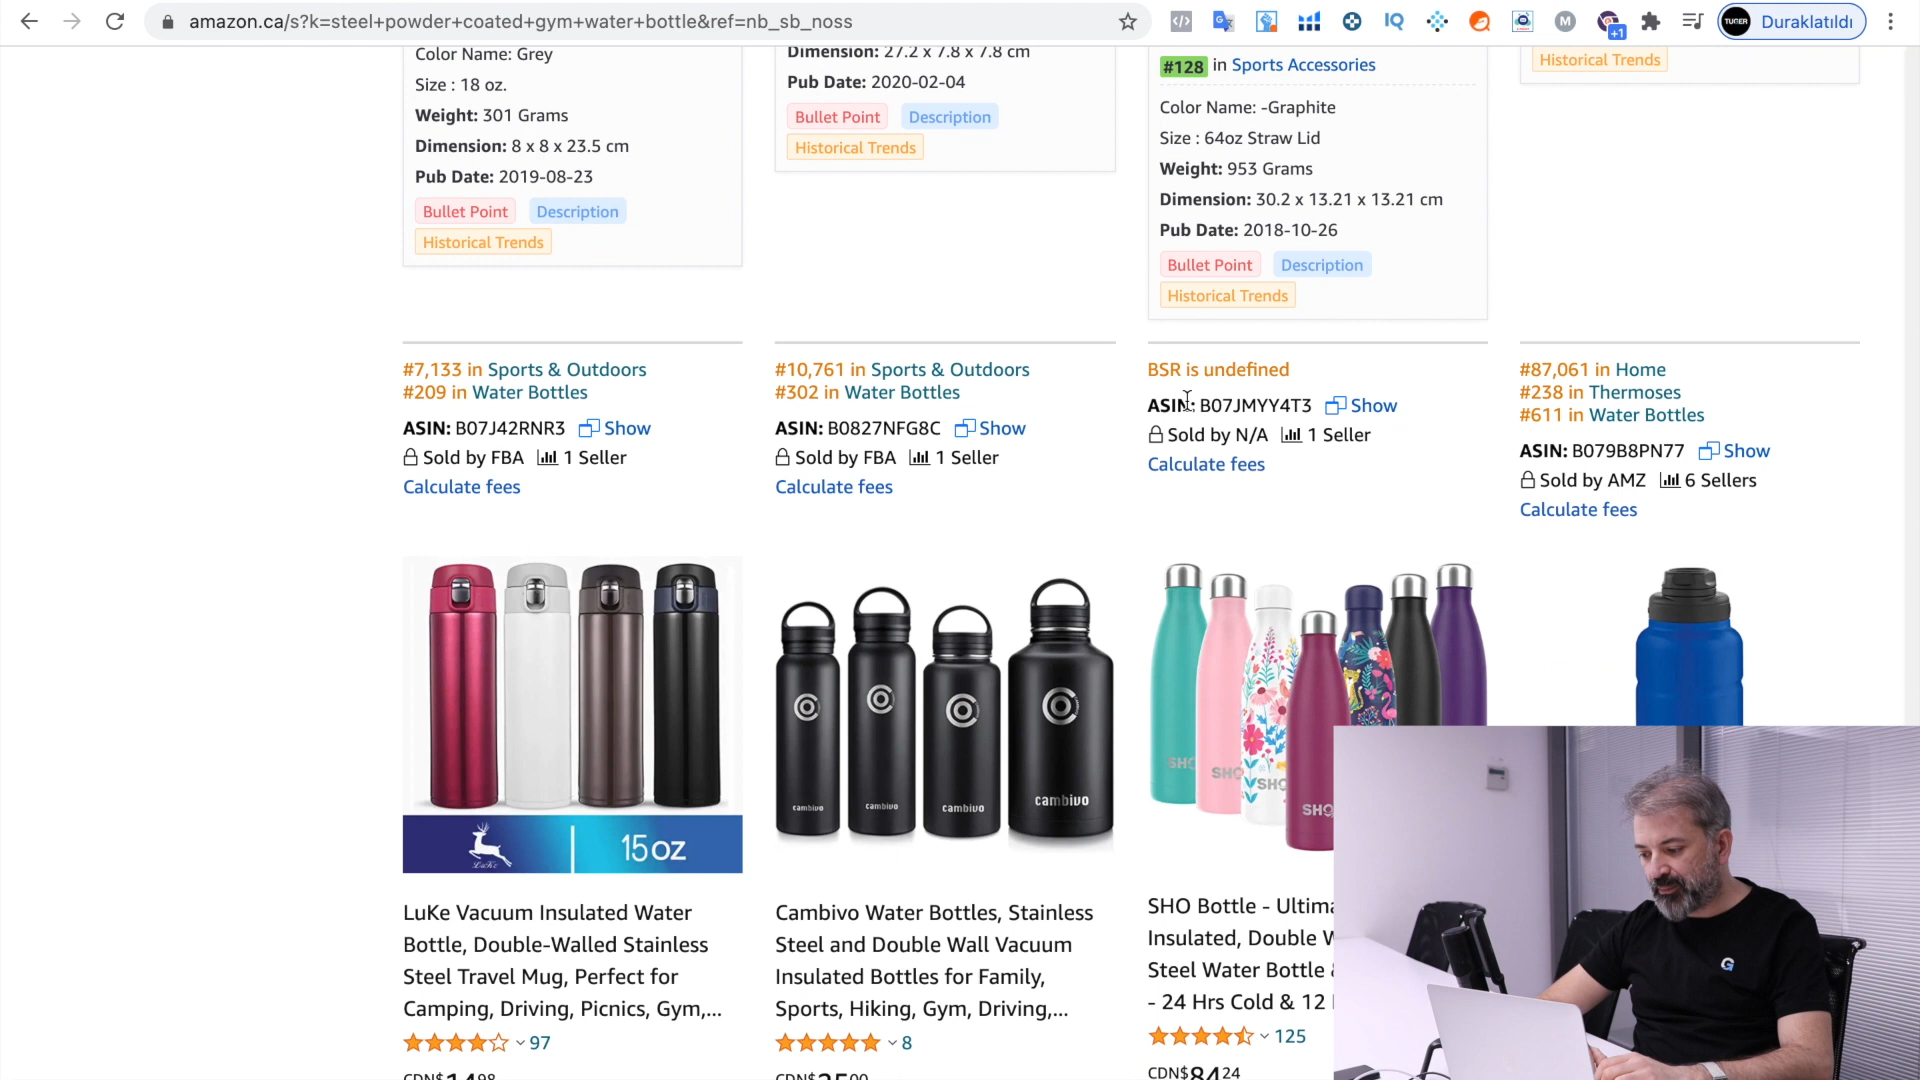 amazon.ca/s?k=steel+powder+coated+gym+water+bottle&ref=nb_sb_noss
IQ
M
+1
TUNER
Duraklatıldı
Color Name: Grey
Size : 18 oz.
Weight: 301 Grams
Dimension: 8 x 8 x 23.5 cm
Pub Date: 2019-08-23
Bullet Point Description
Historical Trends
Dimension: 27.2 x 7.8 x 7.8 cm
Pub Date: 2020-02-04
Bullet Point Description
Historical Trends
#128 in Sports Accessories
Color Name: -Graphite
Size : 64oz Straw Lid
Weight: 953 Grams
Dimension: 30.2 x 13.21 x 13.21 cm
Pub Date: 2018-10-26
Bullet Point Description
Historical Trends
Historical Trends
#7,133 in Sports & Outdoors
#209 in Water Bottles
ASIN: B07J42RNR3 Show
Sold by FBA 1 Seller
Calculate fees
#10,761 in Sports & Outdoors
#302 in Water Bottles
ASIN: B0827NFG8C Show
Sold by FBA 1 Seller
Calculate fees
BSR is undefined
ASIN: B07JMYY4T3 Show
Sold by N/A 1 Seller
Calculate fees
#87,061 in Home
#238 in Thermoses
#611 in Water Bottles
ASIN: B079B8PN77 Show
Sold by AMZ 6 Sellers
Calculate fees
LuKe
15oz
cambivo
cambivo
cambivo
cambivo
SHO
SHO
SHO
SHO
LuKe Vacuum Insulated Water
Bottle, Double-Walled Stainless
Steel Travel Mug, Perfect for
Camping, Driving, Picnics, Gym,...
97
CDN$ 14.98
Cambivo Water Bottles, Stainless
Steel and Double Wall Vacuum
Insulated Bottles for Family,
Sports, Hiking, Gym, Driving,...
8
CDN$ 25.00
SHO Bottle - Ultima
Insulated, Double W
Steel Water Bottle &
- 24 Hrs Cold & 12
125
CDN$ 84.24
G